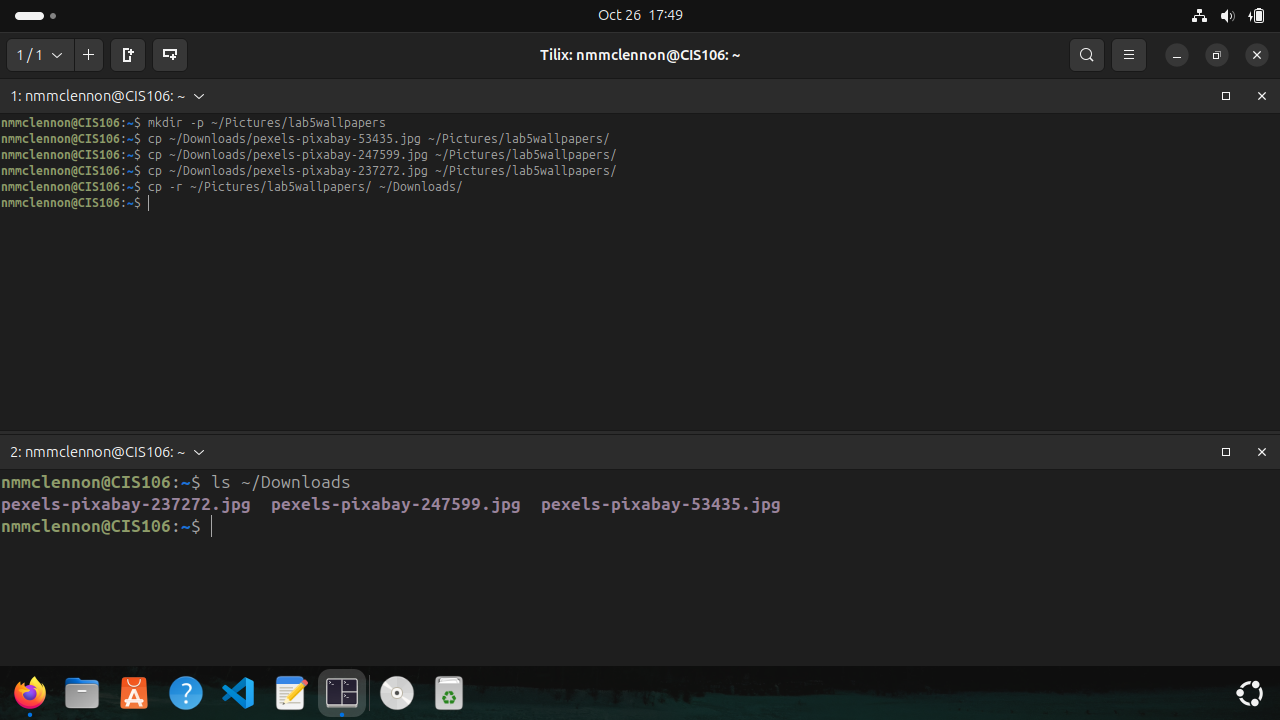 Oct 26 17:49
1 / 1
Tilix: nmmclennon@CIS106: ~
1: nmmclennon@CIS106: ~
nmmclennon@CIS106:~$ mkdir -p ~/Pictures/lab5wallpapers
nmmclennon@CIS106:~$ cp ~/Downloads/pexels-pixabay-53435.jpg ~/Pictures/lab5wallpapers/
nmmclennon@CIS106:~$ cp ~/Downloads/pexels-pixabay-247599.jpg ~/Pictures/lab5wallpapers/
nmmclennon@CIS106:~$ cp ~/Downloads/pexels-pixabay-237272.jpg ~/Pictures/lab5wallpapers/
nmmclennon@CIS106:~$ cp -r ~/Pictures/lab5wallpapers/ ~/Downloads/
nmmclennon@CIS106:~$
2: nmmclennon@CIS106: ~
nmmclennon@CIS106:~$ ls ~/Downloads
pexels-pixabay-237272.jpg  pexels-pixabay-247599.jpg  pexels-pixabay-53435.jpg
nmmclennon@CIS106:~$